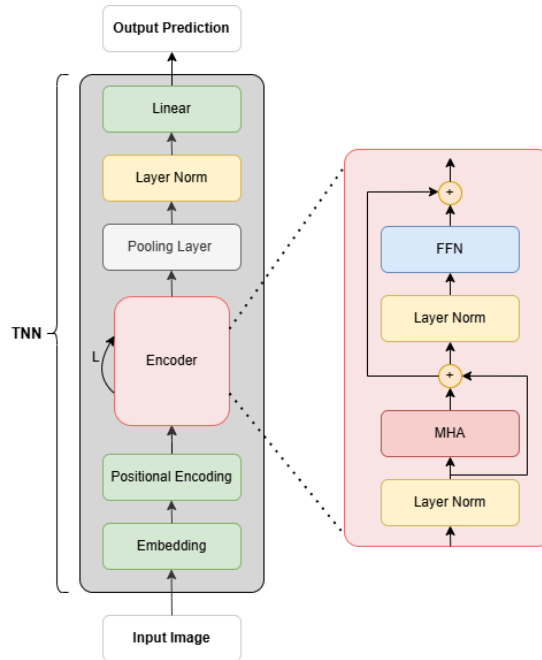 Output Prediction
Linear
Layer Norm
Pooling Layer
Encoder
L
TNN
Positional Encoding
Embedding
Input Image
+
FFN
Layer Norm
+
MHA
Layer Norm